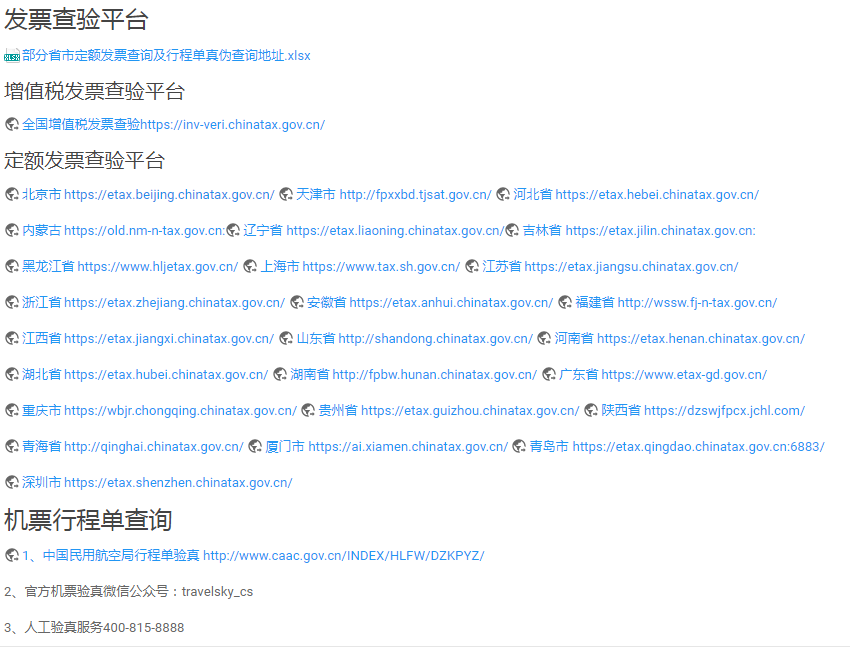 发票查验平台
部分省市定额发票查询及行程单真伪查询地址.xlsx
增值税发票查验平台
全国增值税发票查验https://inv-veri.chinatax.gov.cn/
定额发票查验平台
北京市 https://etax.beijing.chinatax.gov.cn/ 天津市 http://fpxxbd.tjsat.gov.cn/ 河北省 https://etax.hebei.chinatax.gov.cn/
内蒙古 https://old.nm-n-tax.gov.cn: 辽宁省 https://etax.liaoning.chinatax.gov.cn/ 吉林省 https://etax.jilin.chinatax.gov.cn:
黑龙江省 https://www.hljetax.gov.cn/ 上海市 https://www.tax.sh.gov.cn/ 江苏省 https://etax.jiangsu.chinatax.gov.cn/
浙江省 https://etax.zhejiang.chinatax.gov.cn/ 安徽省 https://etax.anhui.chinatax.gov.cn/ 福建省 http://wssw.fj-n-tax.gov.cn/
江西省 https://etax.jiangxi.chinatax.gov.cn/ 山东省 http://shandong.chinatax.gov.cn/ 河南省 https://etax.henan.chinatax.gov.cn/
湖北省 https://etax.hubei.chinatax.gov.cn/ 湖南省 http://fpbw.hunan.chinatax.gov.cn/ 广东省 https://www.etax-gd.gov.cn/
重庆市 https://wbjr.chongqing.chinatax.gov.cn/ 贵州省 https://etax.guizhou.chinatax.gov.cn/ 陕西省 https://dzswjfpcx.jchl.com/
青海省 http://qinghai.chinatax.gov.cn/ 厦门市 https://ai.xiamen.chinatax.gov.cn/ 青岛市 https://etax.qingdao.chinatax.gov.cn:6883/
深圳市 https://etax.shenzhen.chinatax.gov.cn/
机票行程单查询
1、中国民用航空局行程单验真 http://www.caac.gov.cn/INDEX/HLFW/DZKPYZ/
2、官方机票验真微信公众号：travelsky_cs
3、人工验真服务400-815-8888